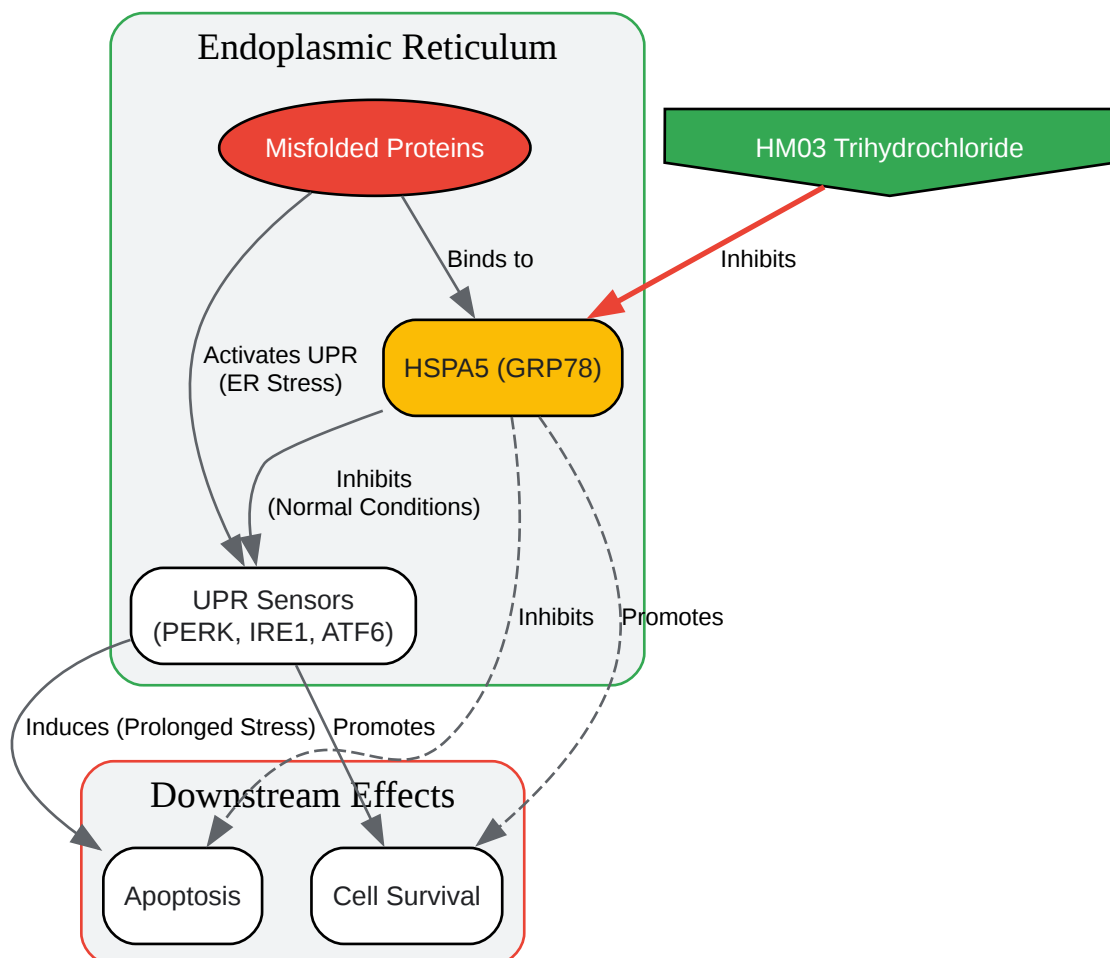 Endoplasmic Reticulum
Misfolded Proteins
HM03 Trihydrochloride
Binds to
Inhibits
Activates UPR
(ER Stress)
HSPA5 (GRP78)
Inhibits
(Normal Conditions)
UPR Sensors
(PERK, IRE1, ATF6)
Inhibits
Promotes
Induces (Prolonged Stress)
Promotes
Downstream Effects
Apoptosis
Cell Survival